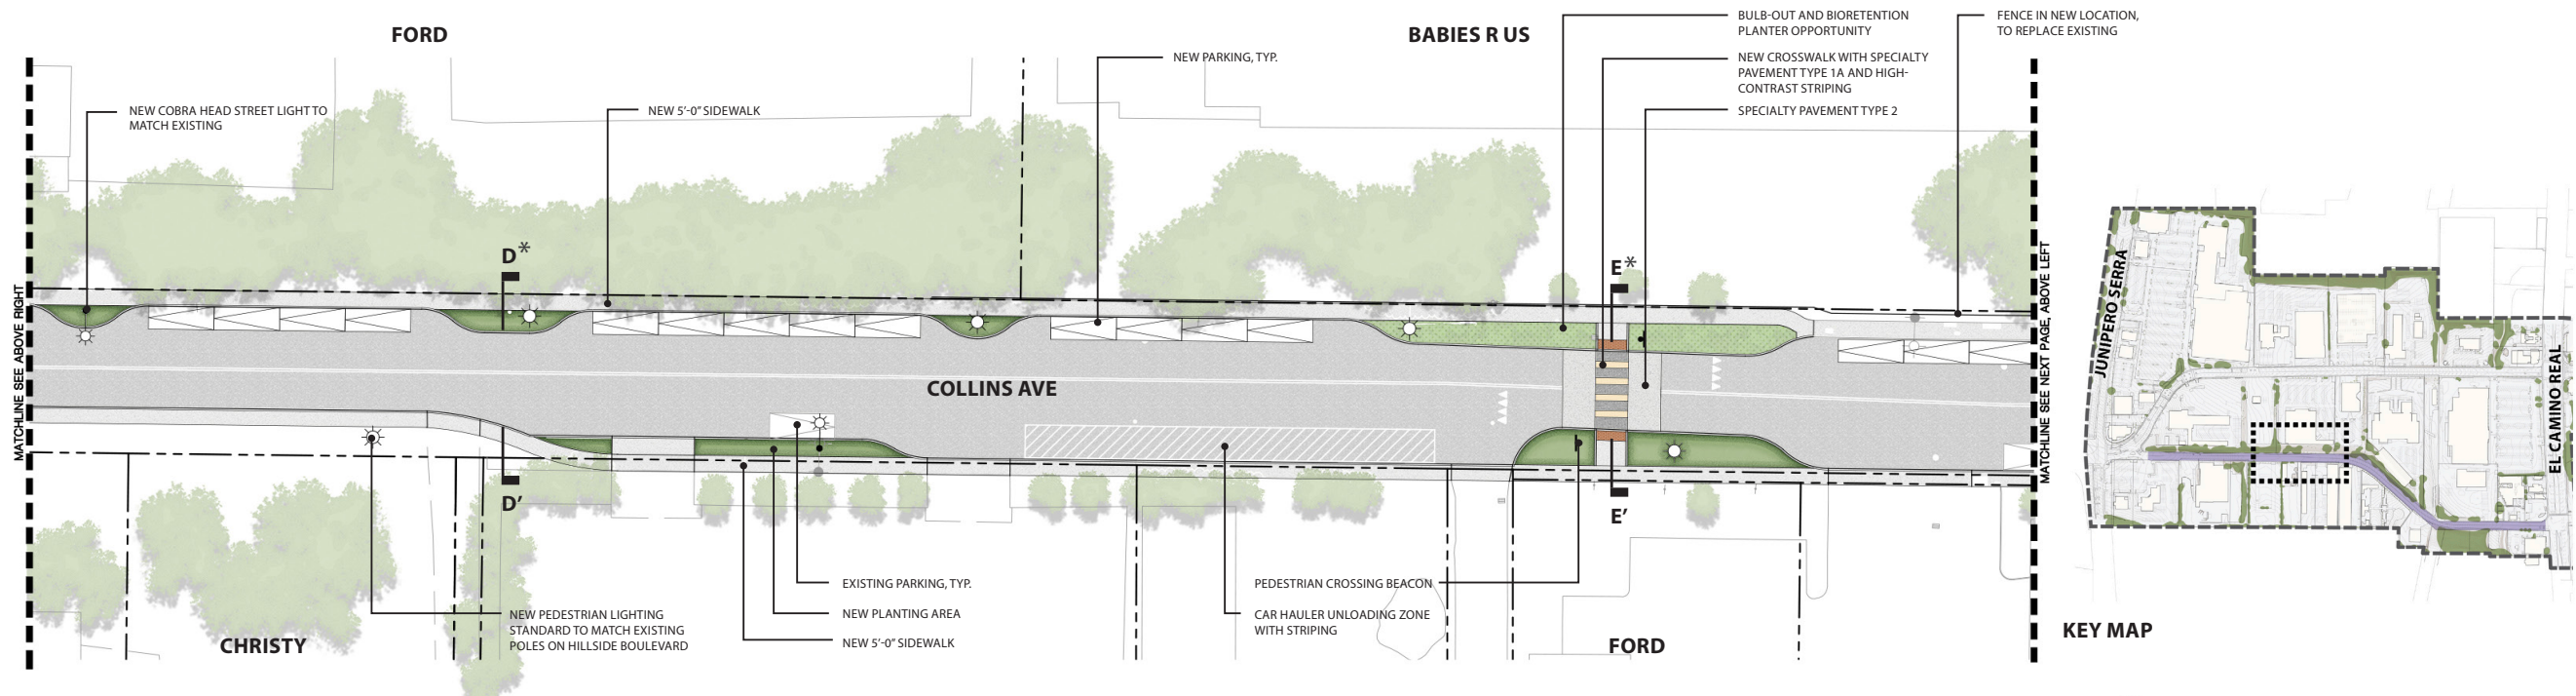 FORD
BABIES R US
BULB-OUT AND BIORETENTION
PLANTER OPPORTUNITY
FENCE IN NEW LOCATION,
TO REPLACE EXISTING
NEW PARKING, TYP.
NEW CROSSWALK WITH SPECIALTY
PAVEMENT TYPE 1A AND HIGH-
CONTRAST STRIPING
NEW COBRA HEAD STREET LIGHT TO
MATCH EXISTING
NEW 5'-0" SIDEWALK
SPECIALTY PAVEMENT TYPE 2
D*
E*
MATCHLINE SEE ABOVE RIGHT
COLLINS AVE
MATCHLINE SEE NEXT PAGE, ABOVE LEFT
JUNIPERO SERRA
EL CAMINO REAL
D'
E'
EXISTING PARKING, TYP.
PEDESTRIAN CROSSING BEACON
NEW PEDESTRIAN LIGHTING
STANDARD TO MATCH EXISTING
POLES ON HILLSIDE BOULEVARD
NEW PLANTING AREA
CAR HAULER UNLOADING ZONE
WITH STRIPING
NEW 5'-0" SIDEWALK
CHRISTY
FORD
KEY MAP